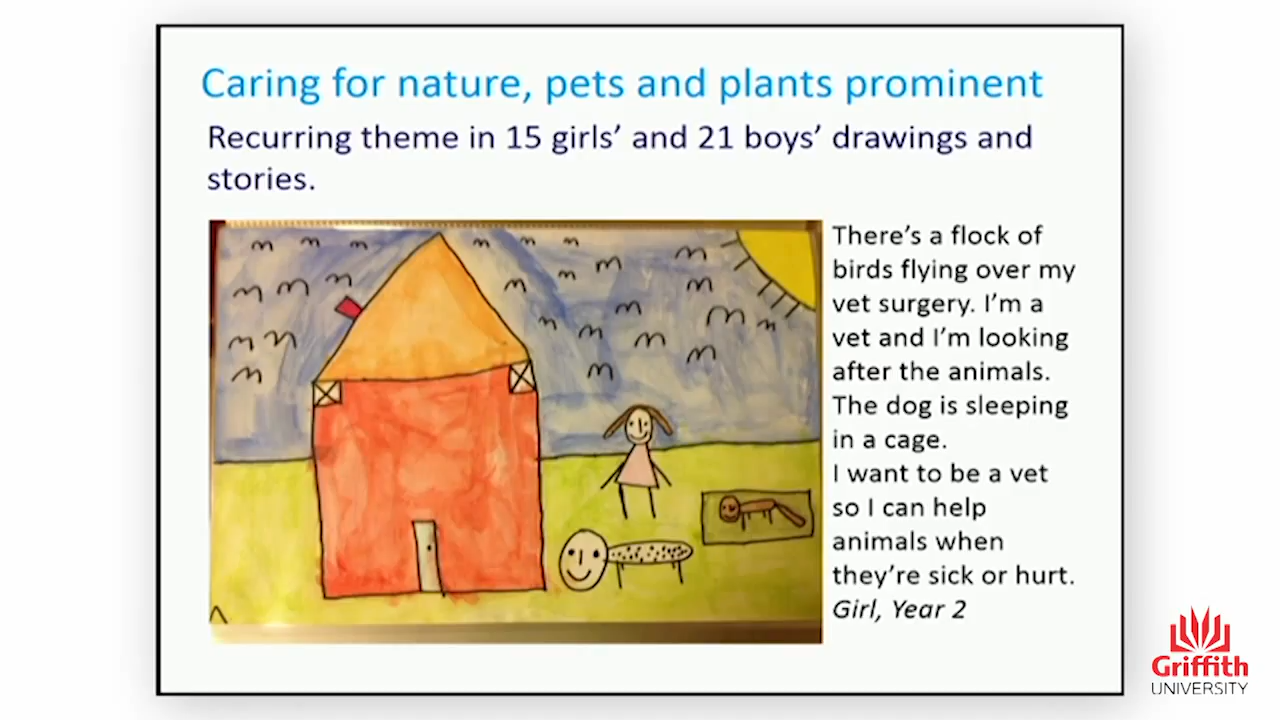 Caring for nature, pets and plants prominent
Recurring theme in 15 girls’ and 21 boys’ drawings and
stories.
There’s a flock of
birds flying over my
vet surgery. I’m a
vet and I’m looking
after the animals.
The dog is sleeping
in a cage.
I want to be a vet
so I can help
animals when
they’re sick or hurt.
Girl, Year 2
Griffith
UNIVERSITY